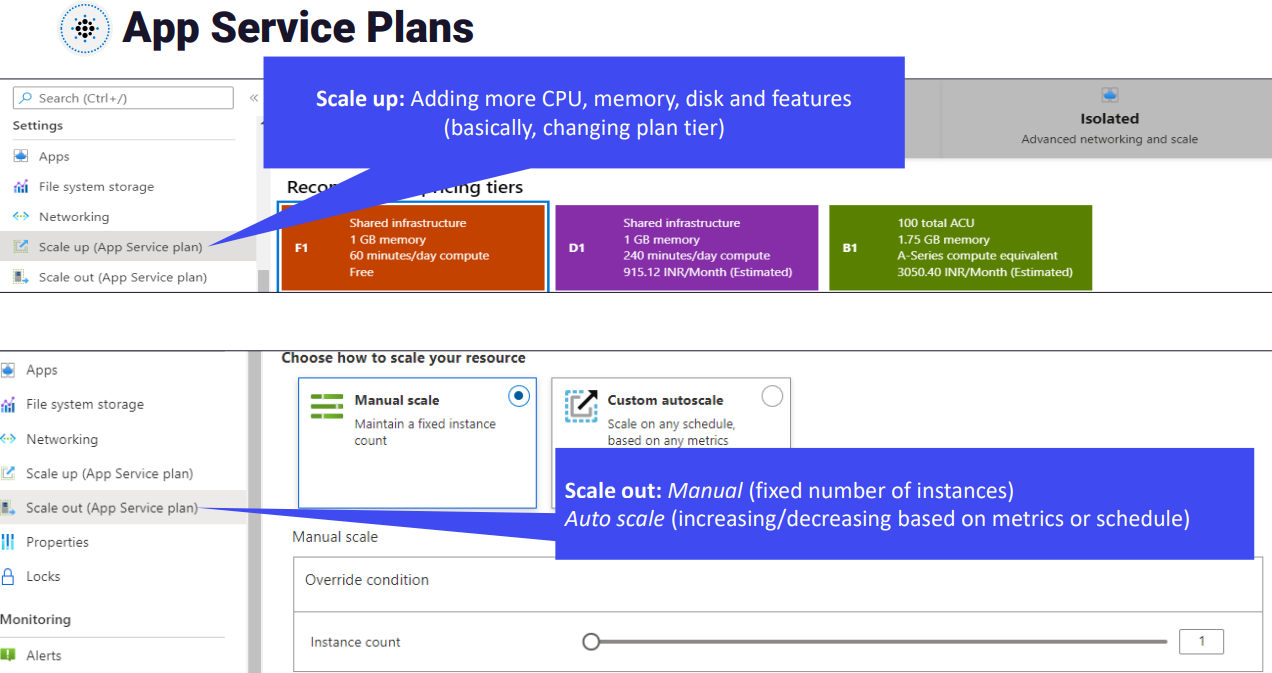 App Service Plans
Scale up: Adding more CPU, memory, disk and features
(basically, changing plan tier)
Search (Ctrl+/)
«
Settings
Apps
File system storage
Networking
Scale up (App Service plan)
Scale out (App Service plan)
Isolated
Advanced networking and scale
pricing tiers
F1
Shared infrastructure
1 GB memory
60 minutes/day compute
Free
D1
Shared infrastructure
1 GB memory
240 minutes/day compute
915.12 INR/Month (Estimated)
B1
100 total ACU
1.75 GB memory
A-Series compute equivalent
3050.40 INR/Month (Estimated)
Apps
File system storage
Networking
Scale up (App Service plan)
Scale out (App Service plan)
Properties
Locks
Monitoring
Alerts
Choose how to scale your resource
Manual scale
Maintain a fixed instance
count
Custom autoscale
Scale on any schedule,
based on any metrics
Scale out: Manual (fixed number of instances)
Auto scale (increasing/decreasing based on metrics or schedule)
Manual scale
Override condition
Instance count
1